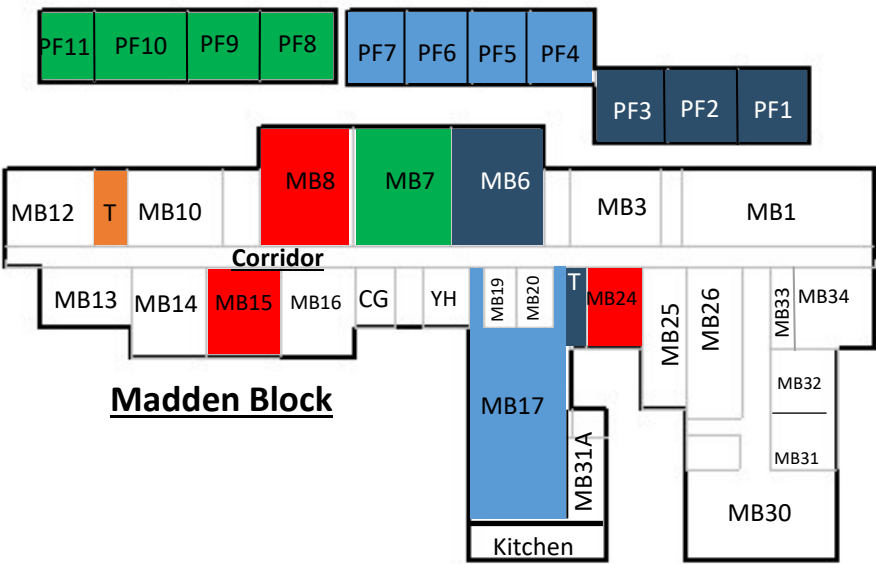 PF11 PF10 PF9 PF8 PF7 PF6 PF5 PF4
PF3 PF2 PF1
MB12 T MB10 MB8 MB7 MB6 MB3 MB1
Corridor
MB13 MB14 MB15 MB16 CG YH MB19 MB20 T MB24 MB25 MB26 MB33 MB34
Madden Block
MB17 MB32
MB31A MB31
MB30
Kitchen